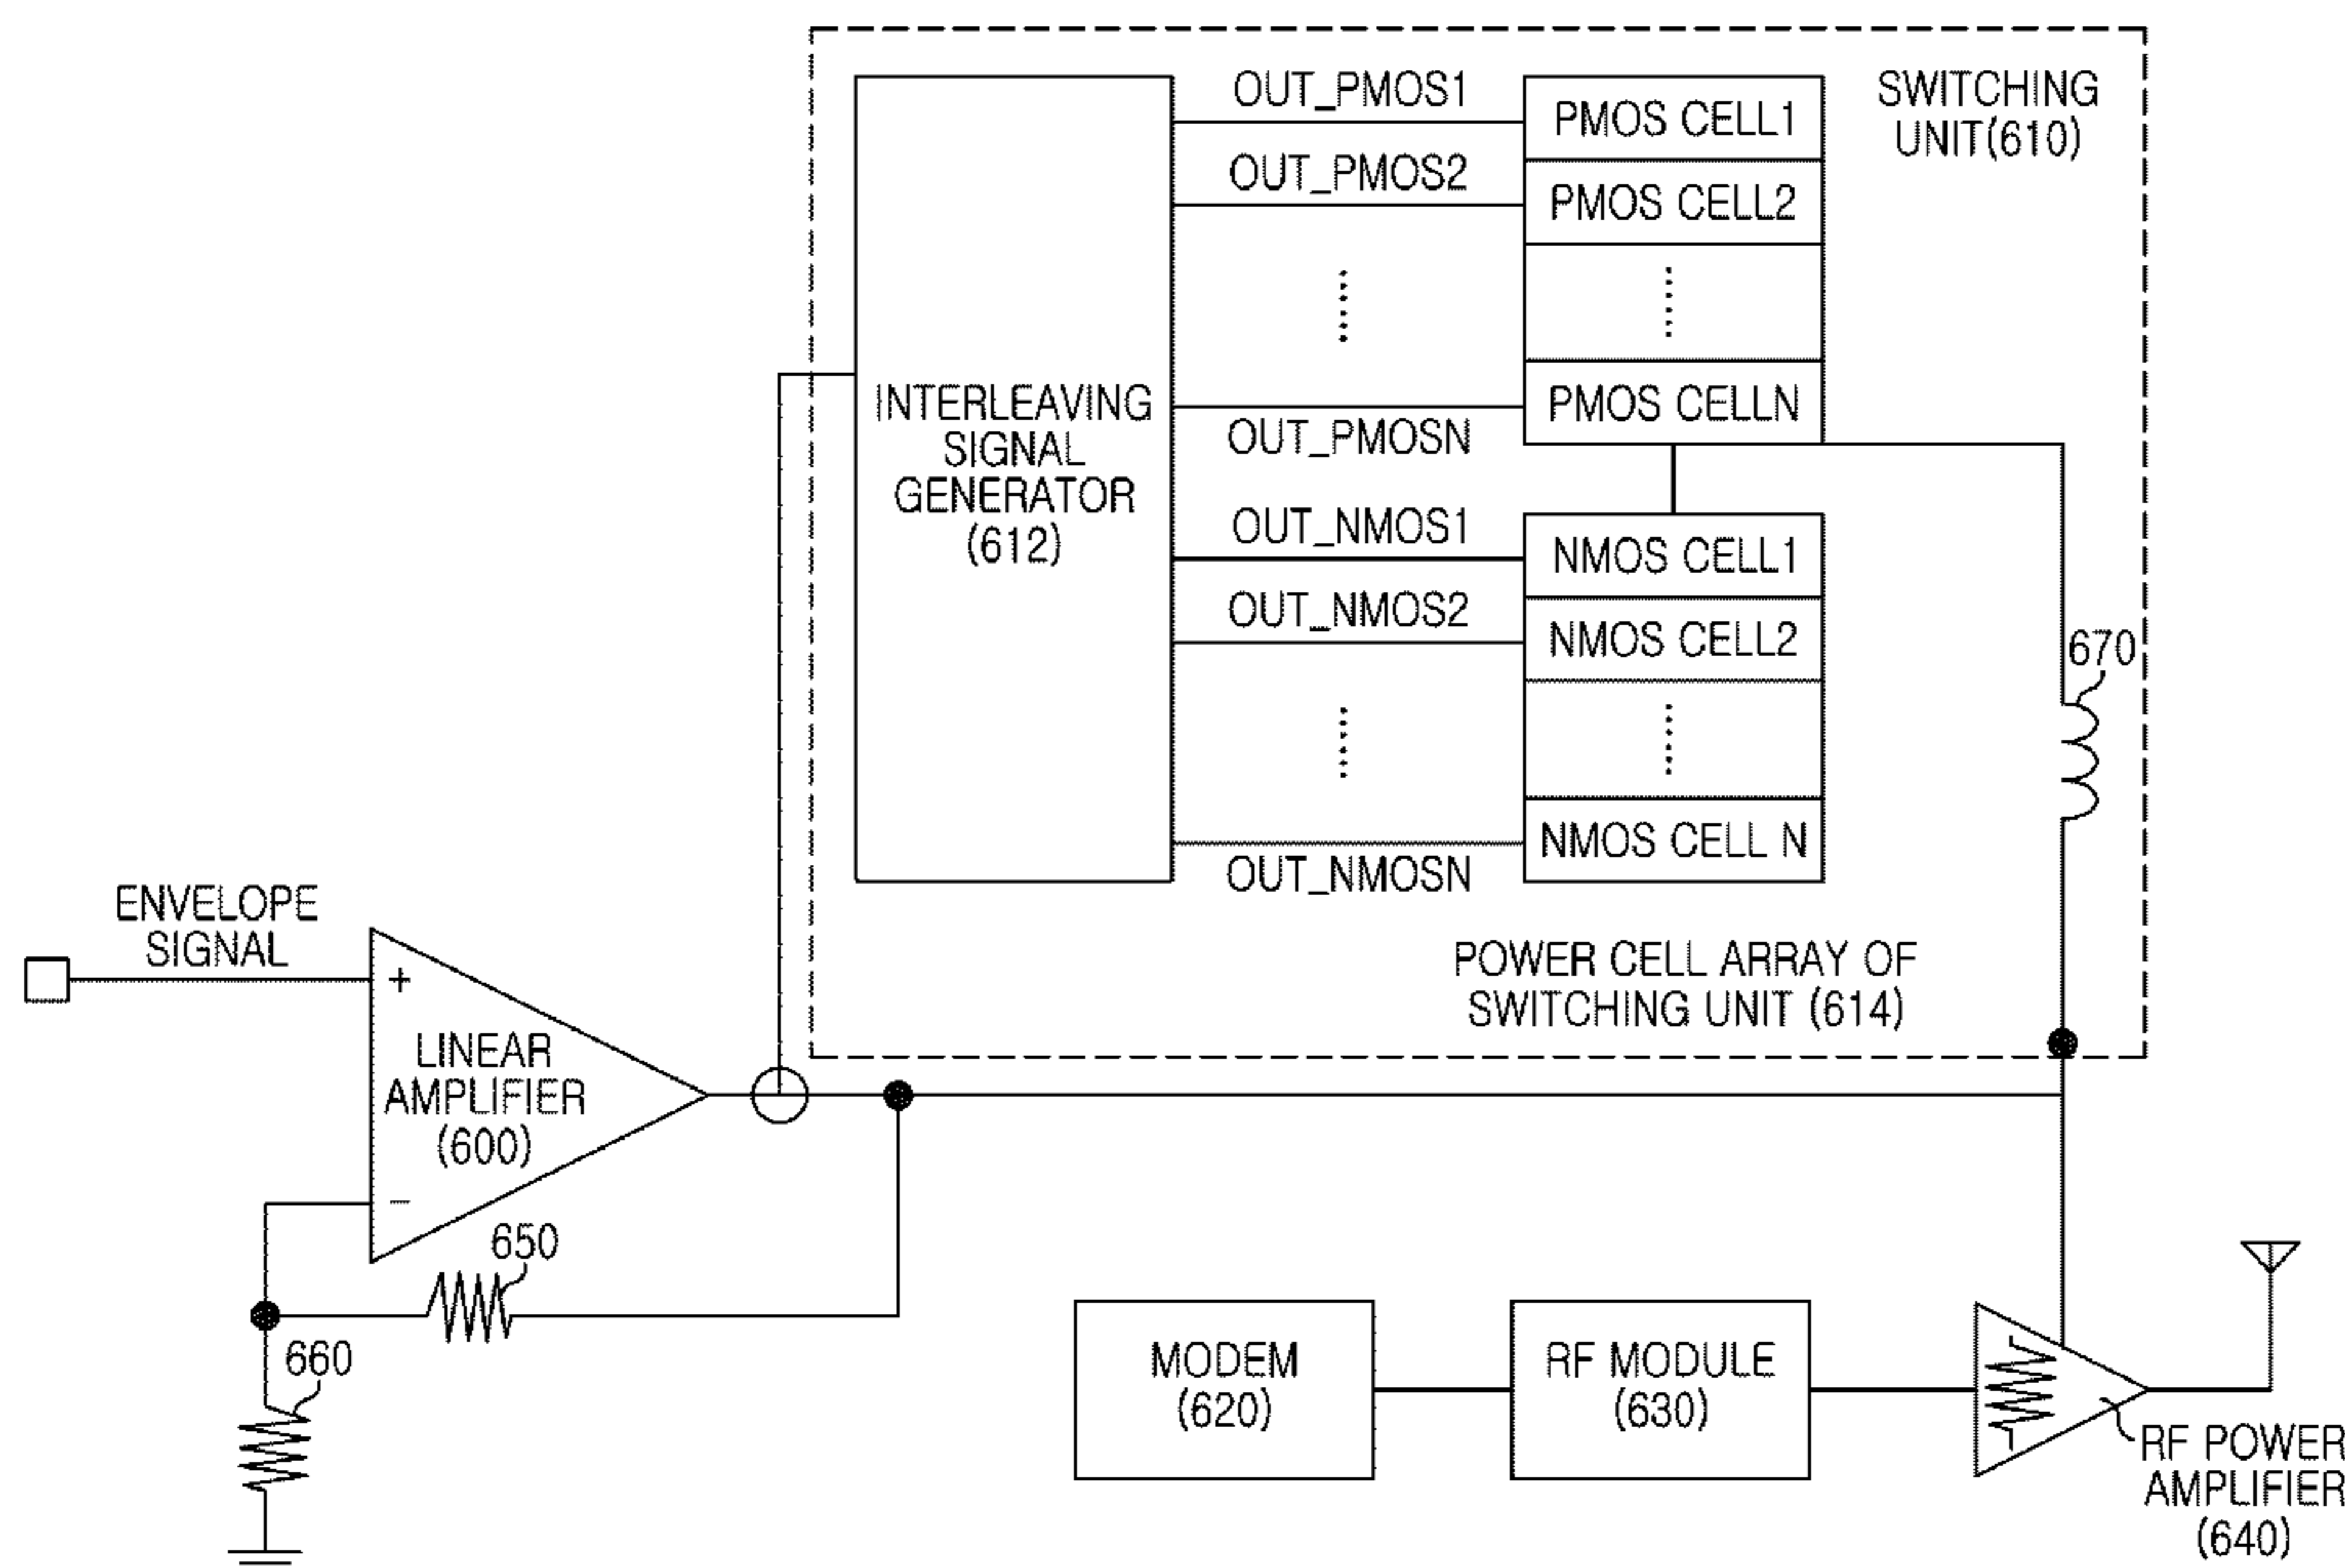 OUT_PMOS1
PMOS CELL1
SWITCHING
UNIT(610)
OUT_PMOS2
PMOS CELL2
INTERLEAVING
SIGNAL
GENERATOR
(612)
PMOS CELLN
OUT_PMOSN
OUT_NMOS1
NMOS CELL1
OUT_NMOS2
NMOS CELL2
670
NMOS CELL N
OUT_NMOSN
ENVELOPE
SIGNAL
POWER CELL ARRAY OF
SWITCHING UNIT (614)
+
LINEAR
AMPLIFIER
(600)
−
650
660
MODEM
(620)
RF MODULE
(630)
RF POWER
AMPLIFIER
(640)